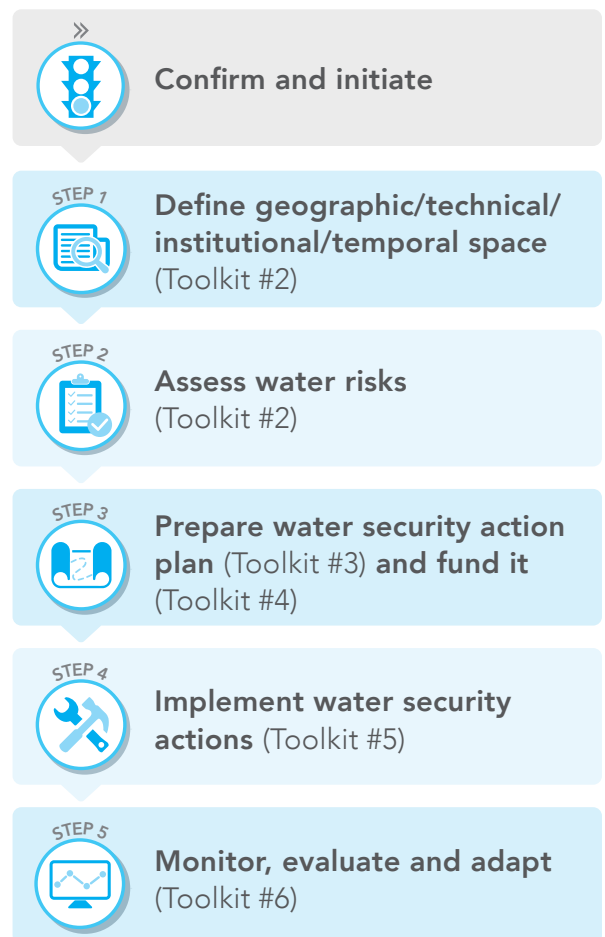 Confirm and initiate
STEP 1
Define geographic/technical/
institutional/temporal space
(Toolkit #2)
STEP 2
Assess water risks
(Toolkit #2)
STEP 3
Prepare water security action
plan (Toolkit #3) and fund it
(Toolkit #4)
STEP 4
Implement water security
actions (Toolkit #5)
STEP 5
Monitor, evaluate and adapt
(Toolkit #6)